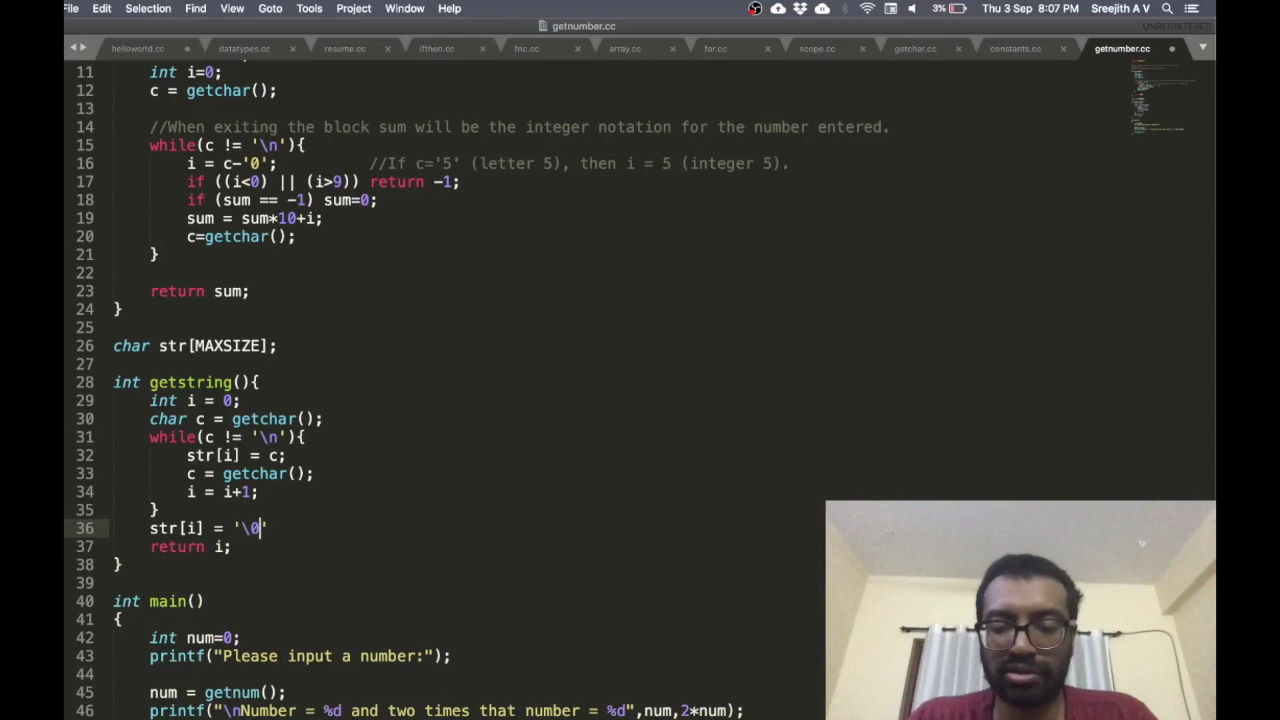 File Edit Selection Find View Goto Tools Project Window Help 3% Thu 3 Sep 8:07 PM Sreejith A V
getnumber.cc UNREGISTERED
helloworld.cc datatypes.cc resume.cc ifthen.cc fnc.cc array.cc for.cc scope.cc getchar.cc constants.cc getnumber.cc
11 int i=0;
12 c = getchar();
13
14 //When exiting the block sum will be the integer notation for the number entered.
15 while(c != '\n'){
16 i = c-'0'; //If c='5' (letter 5), then i = 5 (integer 5).
17 if ((i<0) || (i>9)) return -1;
18 if (sum == -1) sum=0;
19 sum = sum*10+i;
20 c=getchar();
21 }
22
23 return sum;
24 }
25
26 char str[MAXSIZE];
27
28 int getstring(){
29 int i = 0;
30 char c = getchar();
31 while(c != '\n'){
32 str[i] = c;
33 c = getchar();
34 i = i+1;
35 }
36 str[i] = '\0'
37 return i;
38 }
39
40 int main()
41 {
42 int num=0;
43 printf("Please input a number:");
44
45 num = getnum();
46 printf("\nNumber = %d and two times that number = %d",num,2*num);